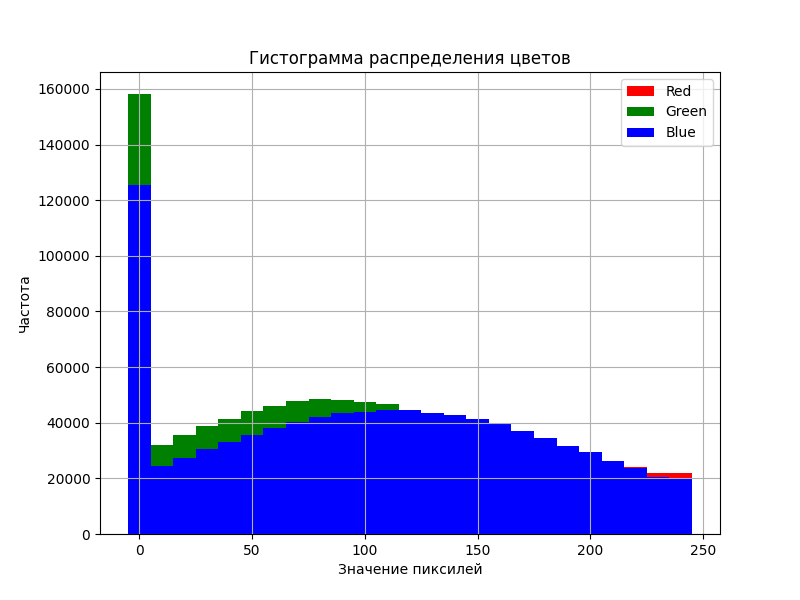 Гистограмма распределения цветов
Red
Green
Blue
160000
140000
120000
100000
80000
60000
40000
20000
0
Частота
0 50 100 150 200 250
Значение пиксилей